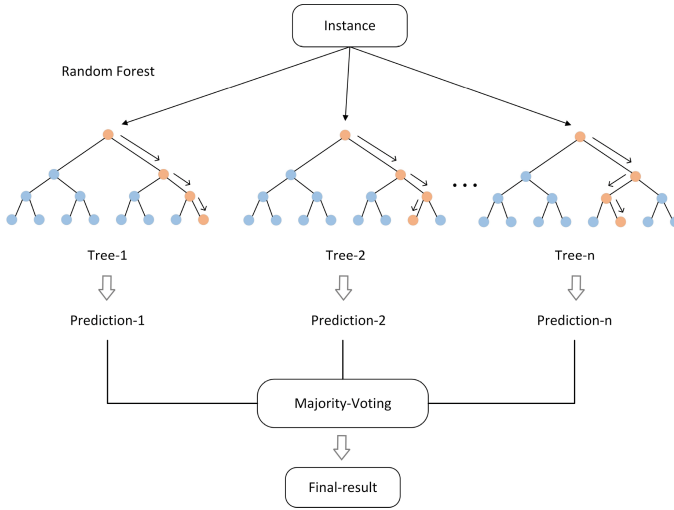 Instance
Random Forest
...
Tree-1
Tree-2
Tree-n
Prediction-1
Prediction-2
Prediction-n
Majority-Voting
Final-result